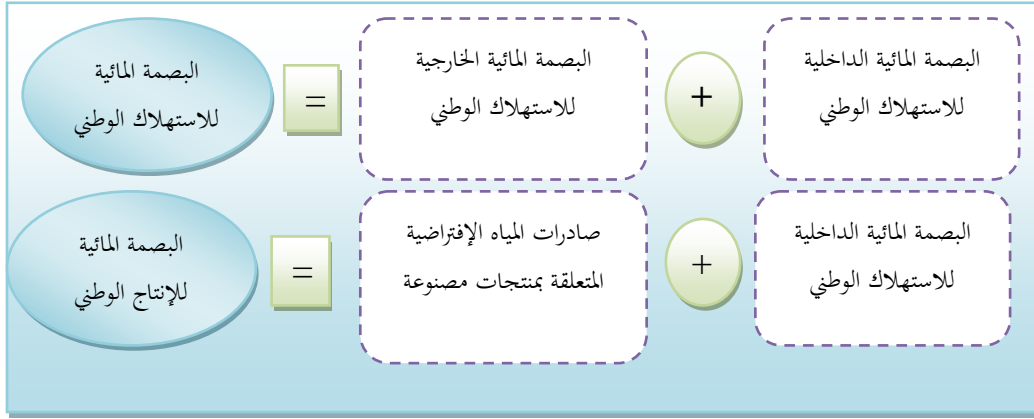 البصمة المائية الداخلية
للاستهلاك الوطني
+
البصمة المائية الخارجية
للاستهلاك الوطني
=
البصمة المائية
للاستهلاك الوطني
البصمة المائية الداخلية
للاستهلاك الوطني
+
صادرات المياه الإفتراضية
المتعلقة بمنتجات مصنوعة
=
البصمة المائية
للإنتاج الوطني